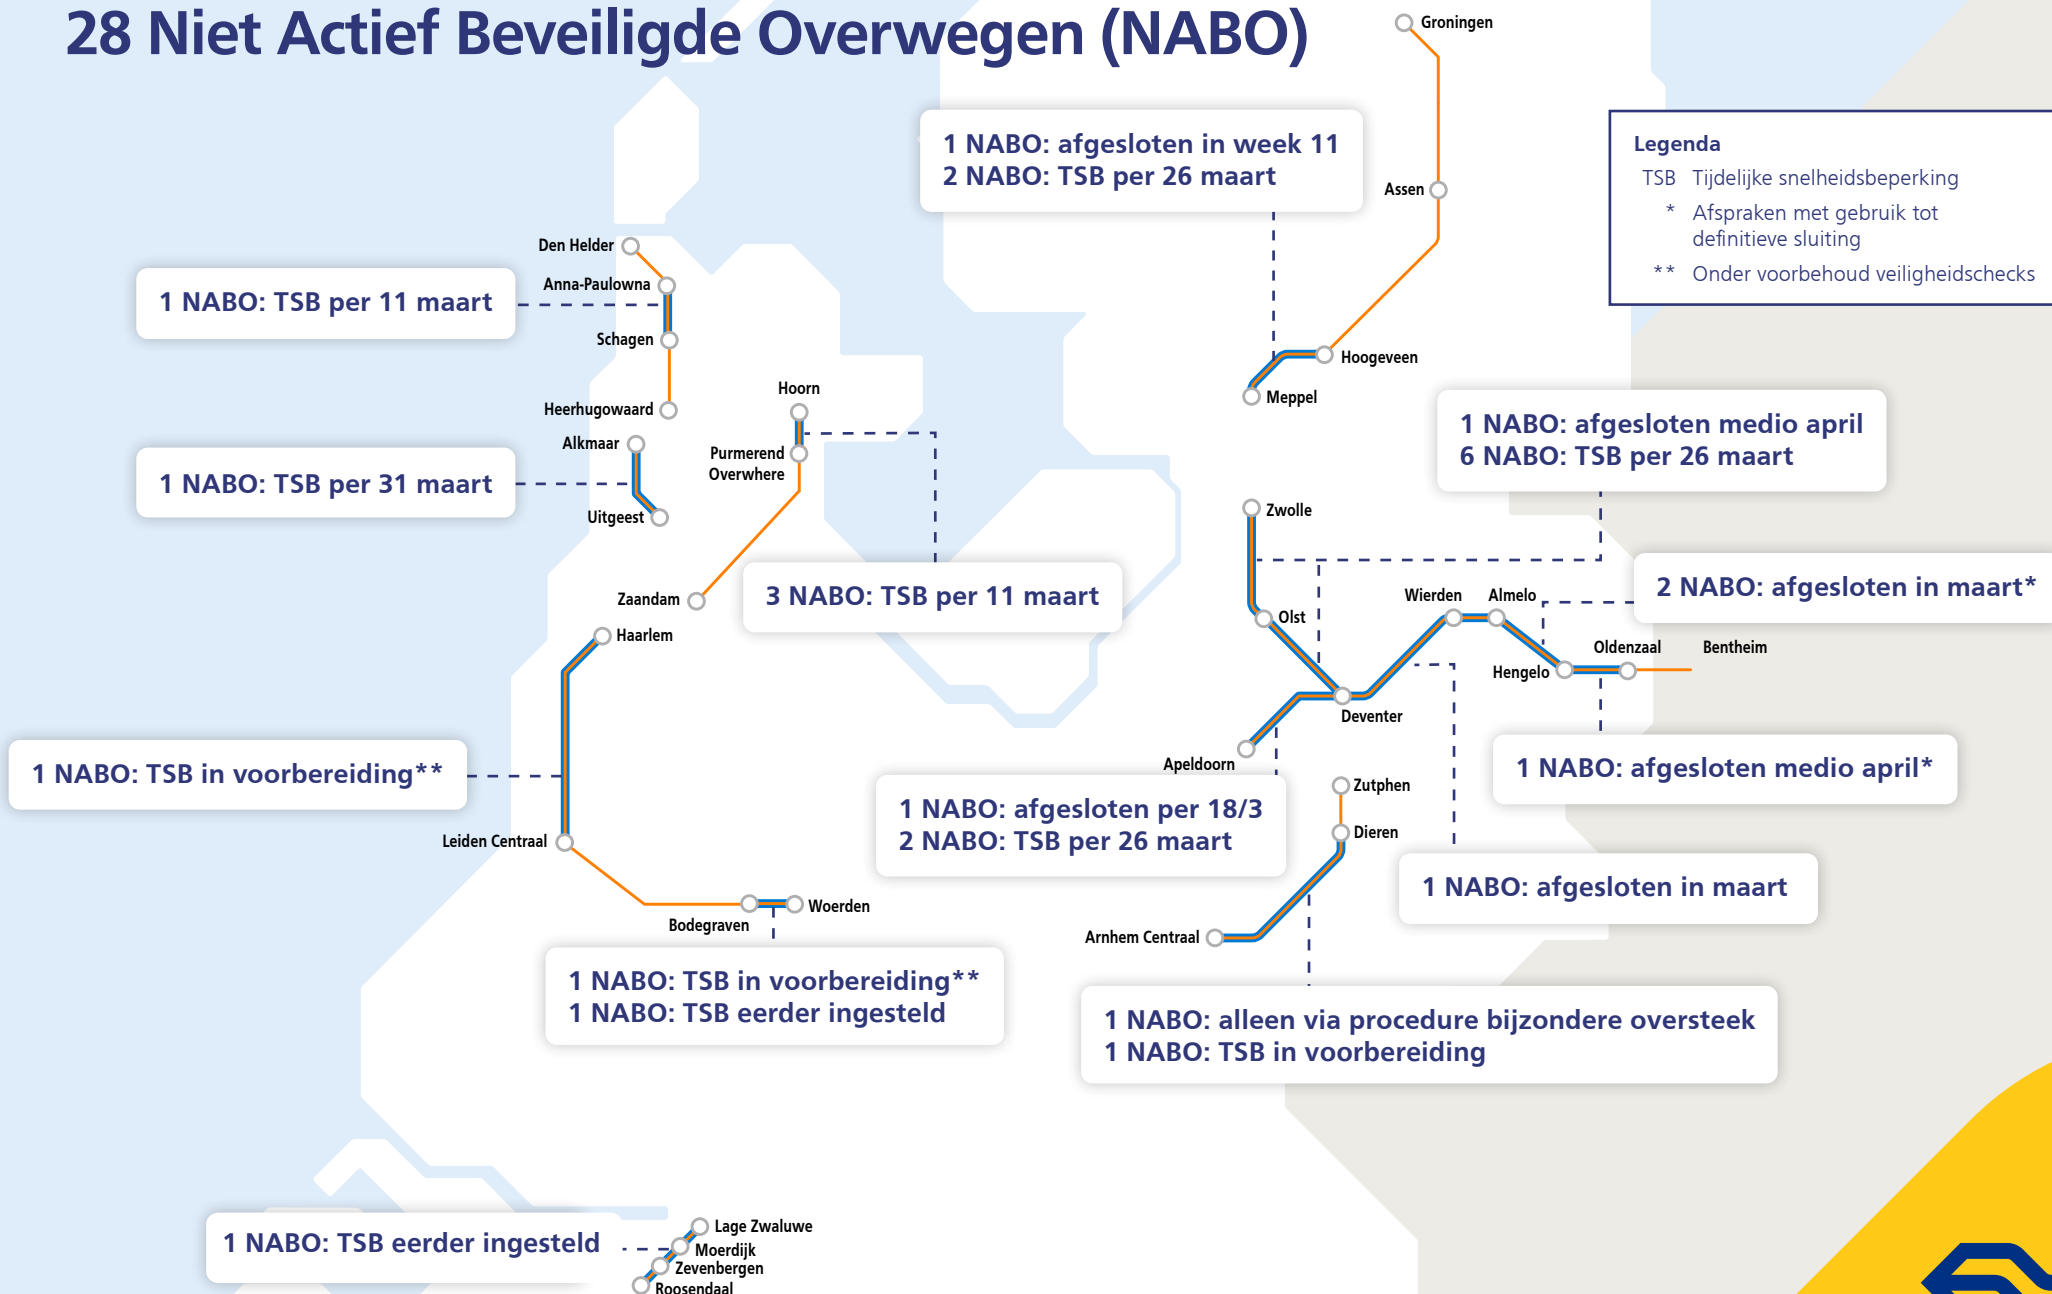 28 Niet Actief Beveiligde Overwegen (NABO)
Groningen
1 NABO: afgesloten in week 11
2 NABO: TSB per 26 maart
Legenda
TSB Tijdelijke snelheidsbeperking
* Afspraken met gebruik tot
definitieve sluiting
** Onder voorbehoud veiligheidschecks
Assen
Den Helder
Anna-Paulowna
1 NABO: TSB per 11 maart
Schagen
Hoogeveen
Meppel
Hoorn
Heerhugowaard
Alkmaar
Purmerend
Overwhere
1 NABO: afgesloten medio april
6 NABO: TSB per 26 maart
1 NABO: TSB per 31 maart
Uitgeest
Zwolle
Zaandam
3 NABO: TSB per 11 maart
Wierden
Almelo
2 NABO: afgesloten in maart*
Olst
Haarlem
Oldenzaal
Bentheim
Hengelo
Deventer
Apeldoorn
1 NABO: TSB in voorbereiding**
1 NABO: afgesloten medio april*
Zutphen
1 NABO: afgesloten per 18/3
2 NABO: TSB per 26 maart
Dieren
Leiden Centraal
1 NABO: afgesloten in maart
Woerden
Bodegraven
Arnhem Centraal
1 NABO: TSB in voorbereiding**
1 NABO: TSB eerder ingesteld
1 NABO: alleen via procedure bijzondere oversteek
1 NABO: TSB in voorbereiding
1 NABO: TSB eerder ingesteld
Lage Zwaluwe
Moerdijk
Zevenbergen
Roosendaal